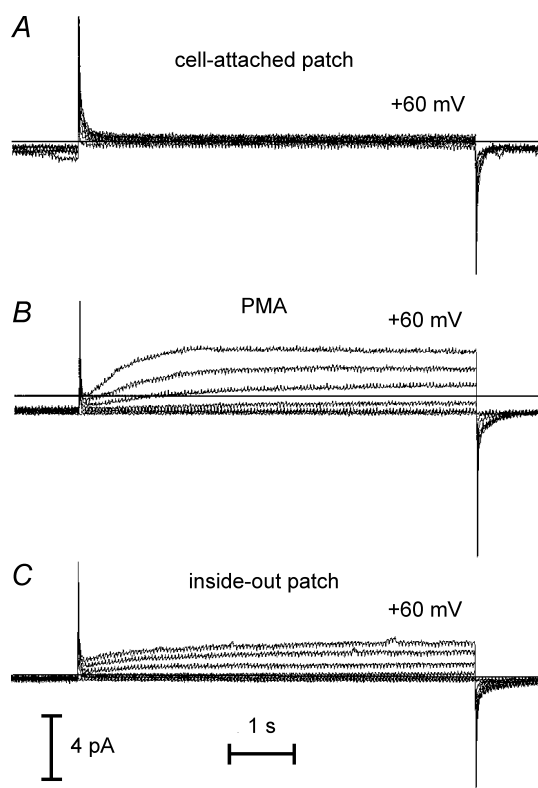 A
cell-attached patch
+60 mV
B
PMA
+60 mV
C
inside-out patch
+60 mV
4 pA
1 s